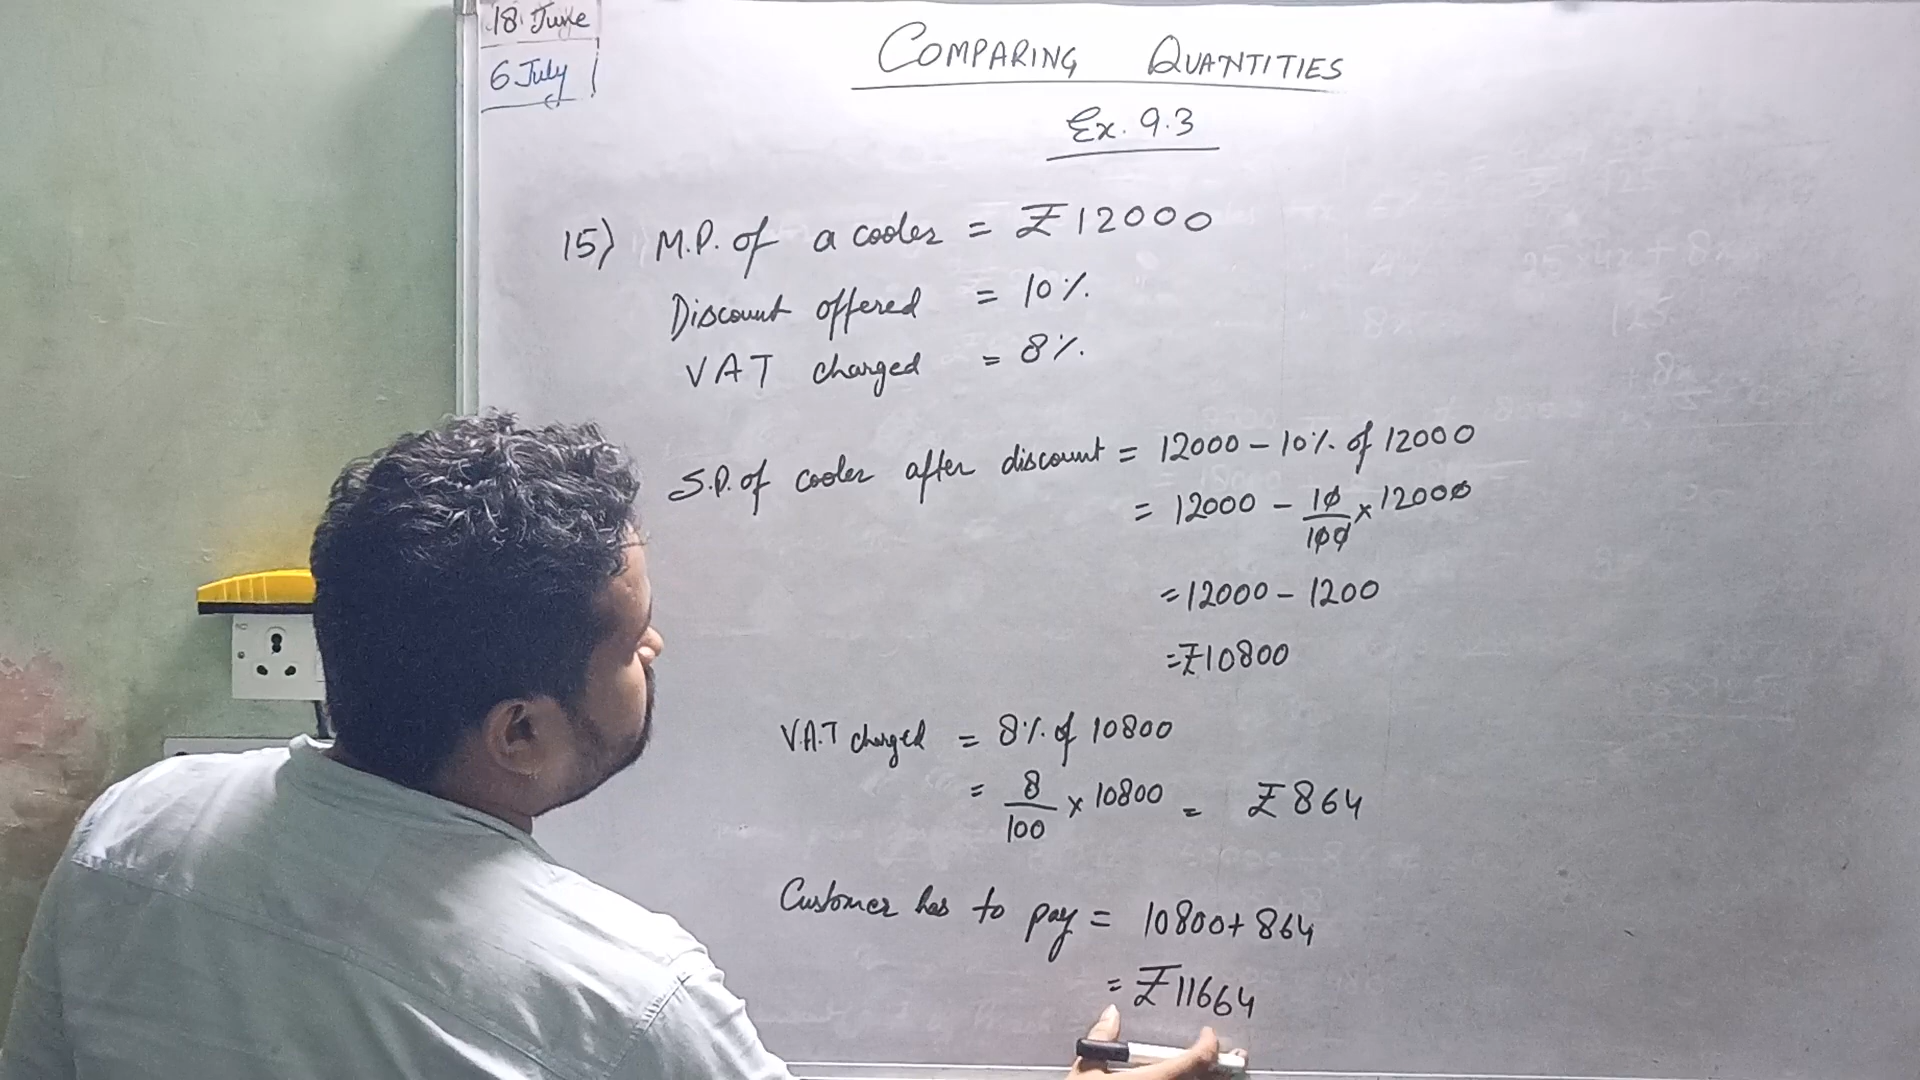 18 June
6 July
COMPARING QUANTITIES
Ex. 9.3
15) M.P. of a cooler = ₹12000
Discount offered = 10%.
VAT charged = 8%.
S.P. of cooler after discount = 12000 - 10% of 12000
= 12000 - 10/100 × 12000
= 12000 - 1200
= ₹10800
V.A.T charged = 8% of 10800
= 8/100 × 10800 = ₹864
Customer has to pay = 10800 + 864
= ₹11664